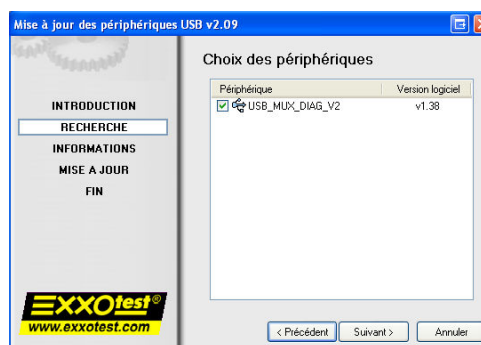 Mise à jour des périphériques USB v2.09
Choix des périphériques
Périphérique Version logiciel
USB_MUX_DIAG_V2 v1.38
INTRODUCTION
RECHERCHE
INFORMATIONS
MISE A JOUR
FIN
EXXOtest®
www.exxotest.com
< Précédent Suivant > Annuler